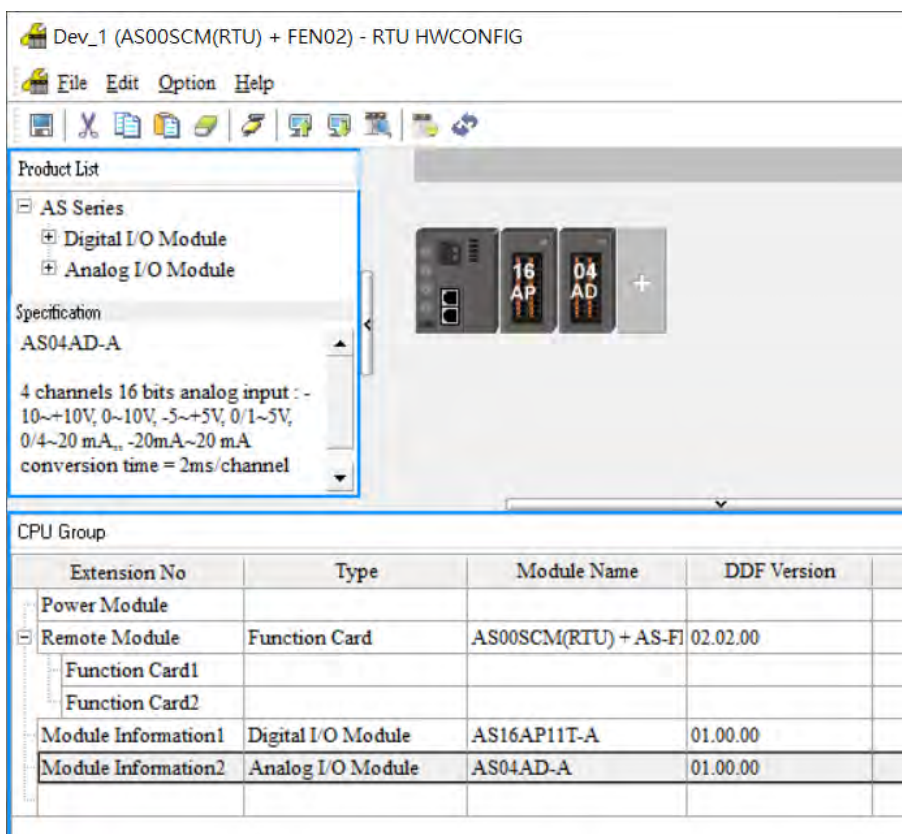 Dev_1 (AS00SCM(RTU) + FEN02) - RTU HWCONFIG
File Edit Option Help
Product List
AS Series
Digital I/O Module
Analog I/O Module
Specification
AS04AD-A
4 channels 16 bits analog input : -
10~+10V, 0~10V, -5~+5V, 0/1~5V,
0/4~20 mA,, -20mA~20 mA
conversion time = 2ms/channel
16
AP
04
AD
+
CPU Group
Extension No Type Module Name DDF Version
Power Module
Remote Module Function Card AS00SCM(RTU) + AS-F 02.02.00
Function Card1
Function Card2
Module Information1 Digital I/O Module AS16AP11T-A 01.00.00
Module Information2 Analog I/O Module AS04AD-A 01.00.00